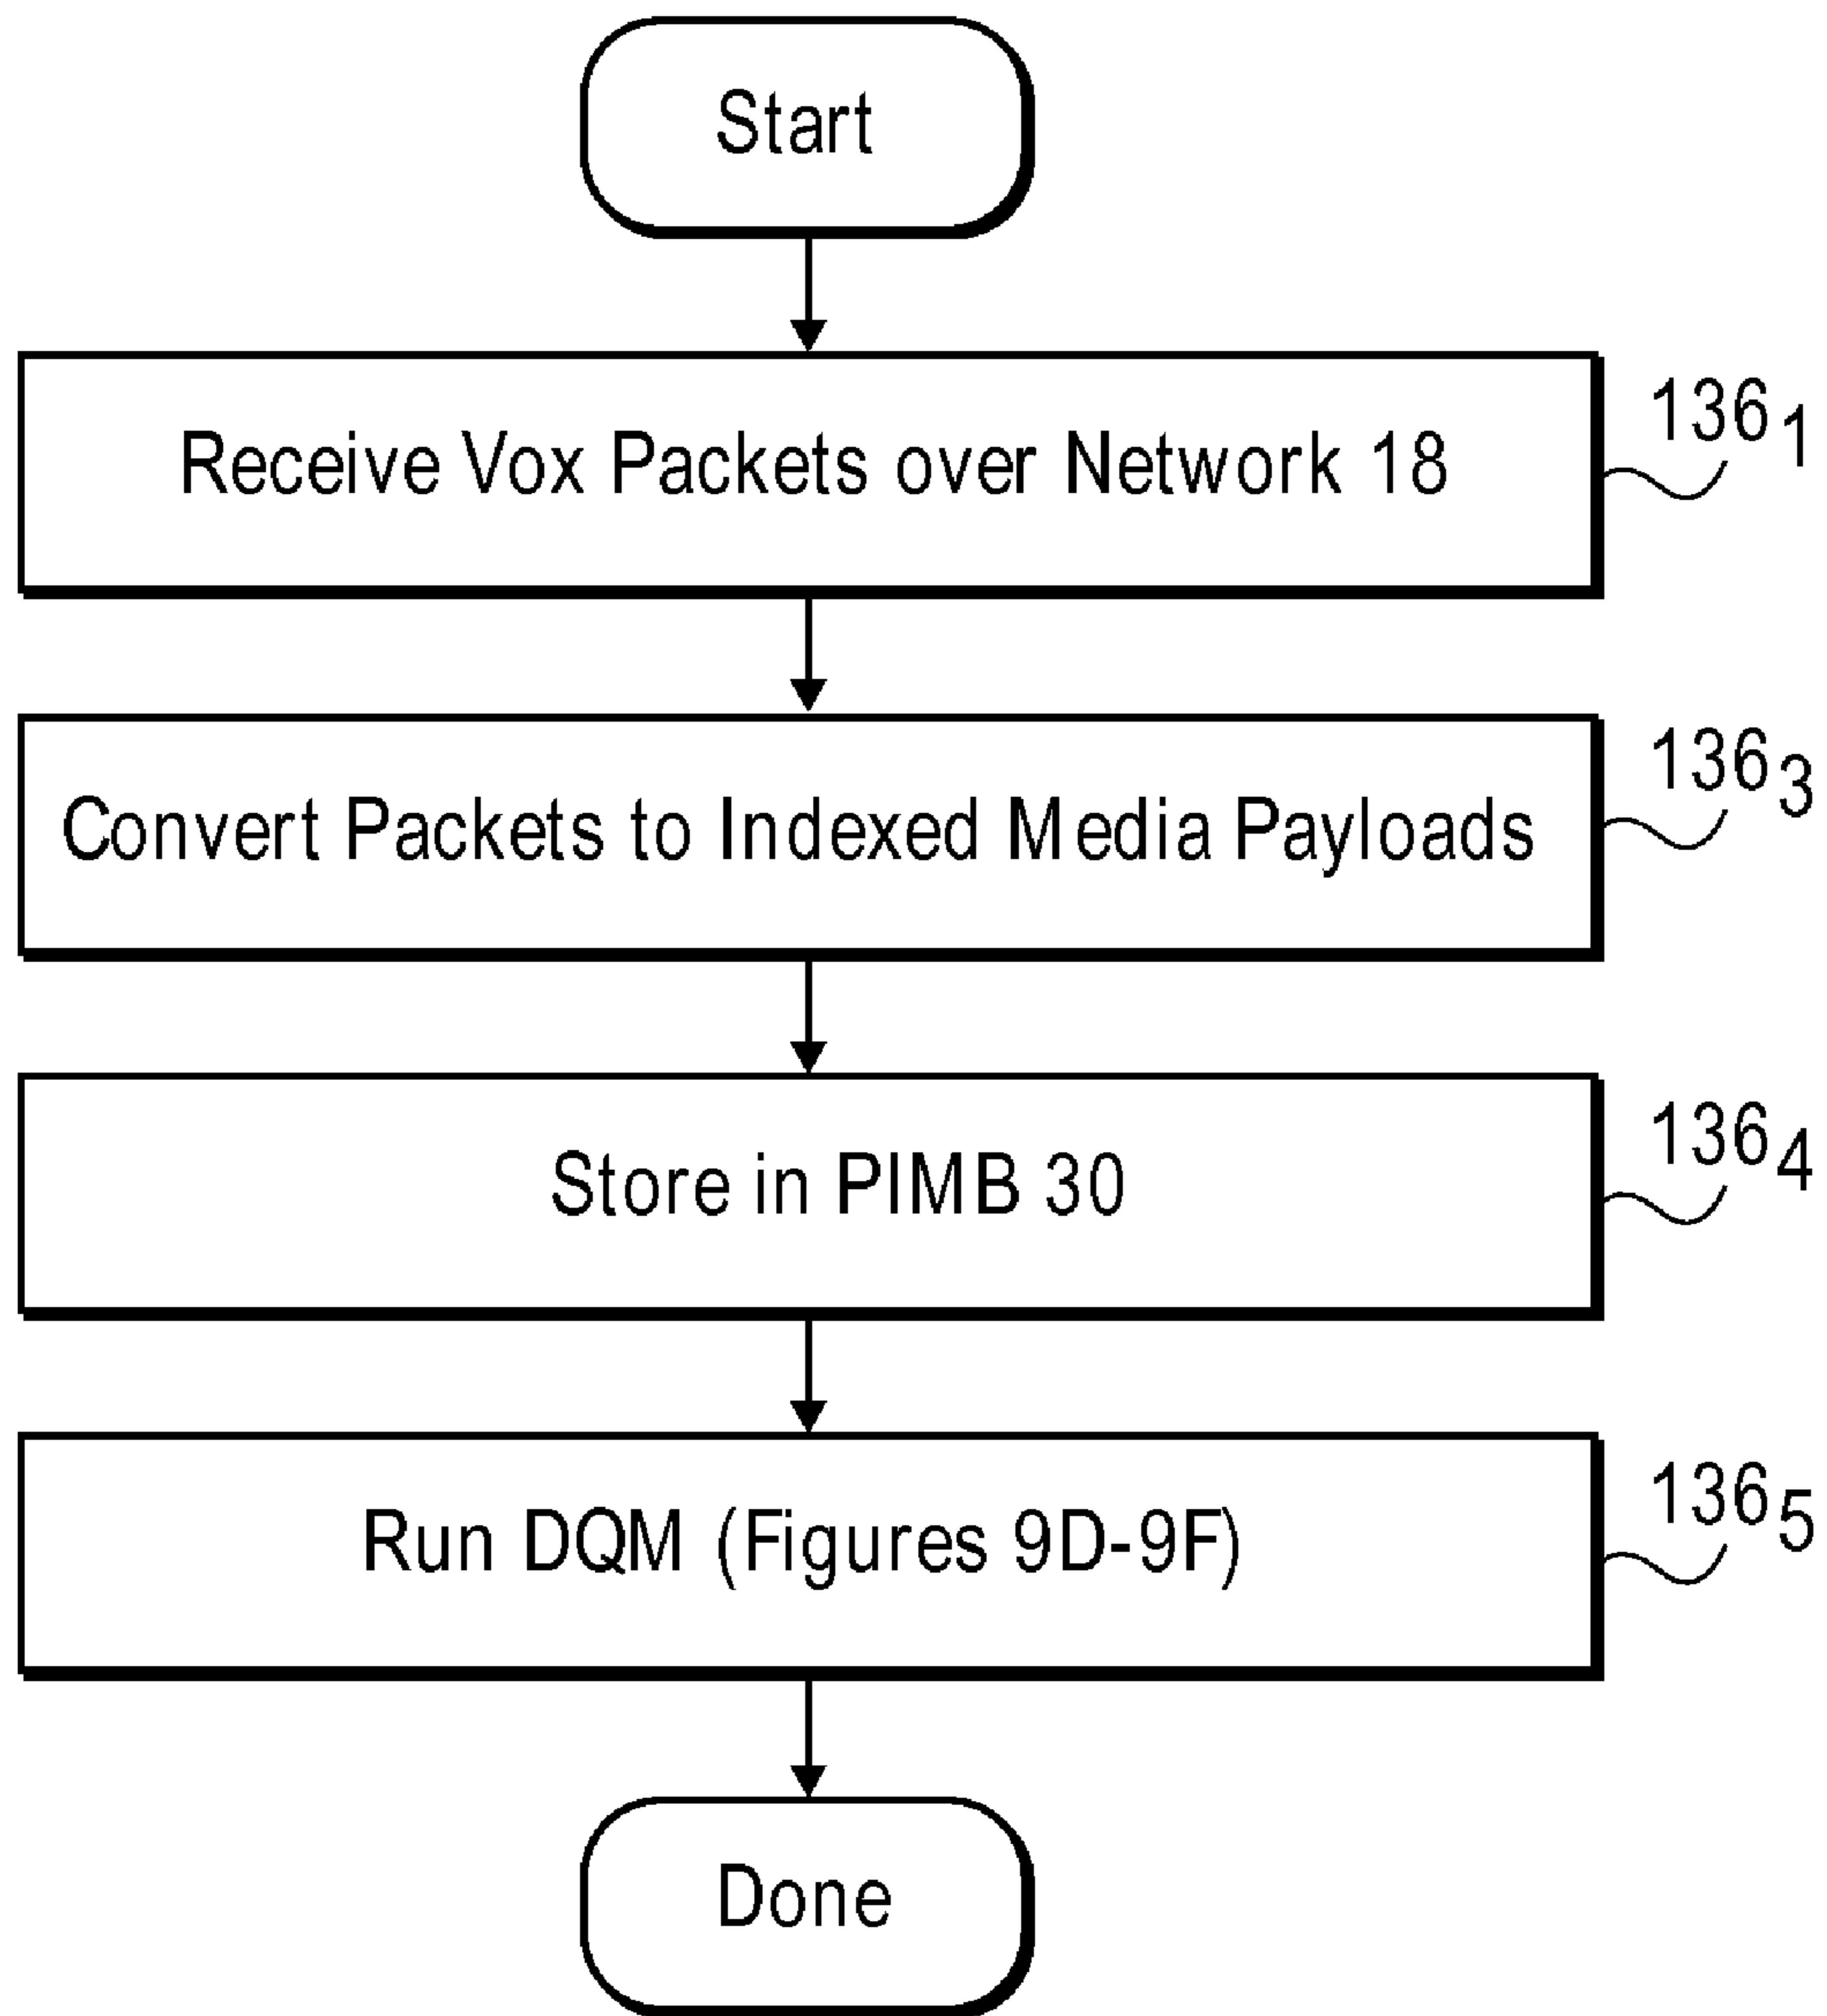 Start
Receive Vox Packets over Network 18
136₁
Convert Packets to Indexed Media Payloads
136₃
Store in PIMB 30
136₄
Run DQM (Figures 9D-9F)
136₅
Done